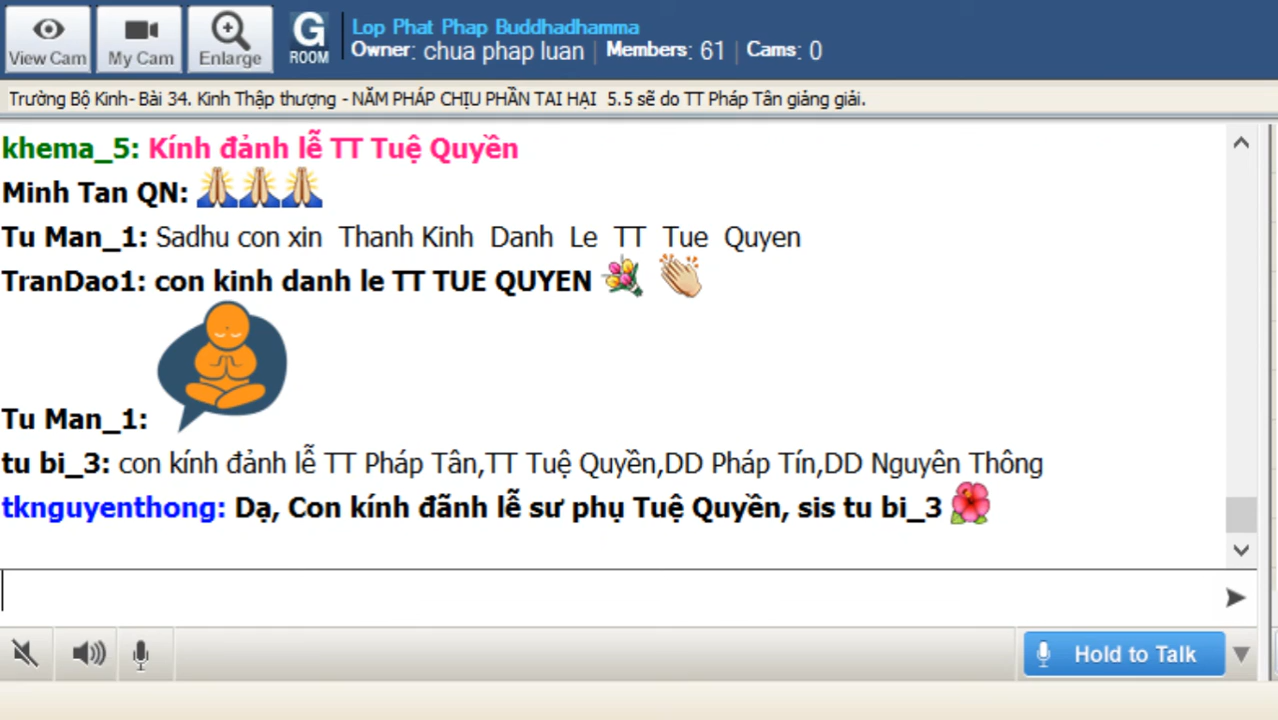 View Cam
My Cam
Enlarge
G
ROOM
Lop Phat Phap Buddhadhamma
Owner: chua phap luan | Members: 61 | Cams: 0
Trường Bộ Kinh- Bài 34. Kinh Thập thượng - NĂM PHÁP CHỊU PHẦN TAI HẠI 5.5 sẽ do TT Pháp Tân giảng giải.
khema_5: Kính đảnh lễ TT Tuệ Quyền
Minh Tan QN:
Tu Man_1: Sadhu con xin Thanh Kinh Danh Le TT Tue Quyen
TranDao1: con kinh danh le TT TUE QUYEN
Tu Man_1:
tu bi_3: con kính đảnh lễ TT Pháp Tân,TT Tuệ Quyền,DD Pháp Tín,DD Nguyên Thông
tknguyenthong: Dạ, Con kính đãnh lễ sư phụ Tuệ Quyền, sis tu bi_3
Hold to Talk